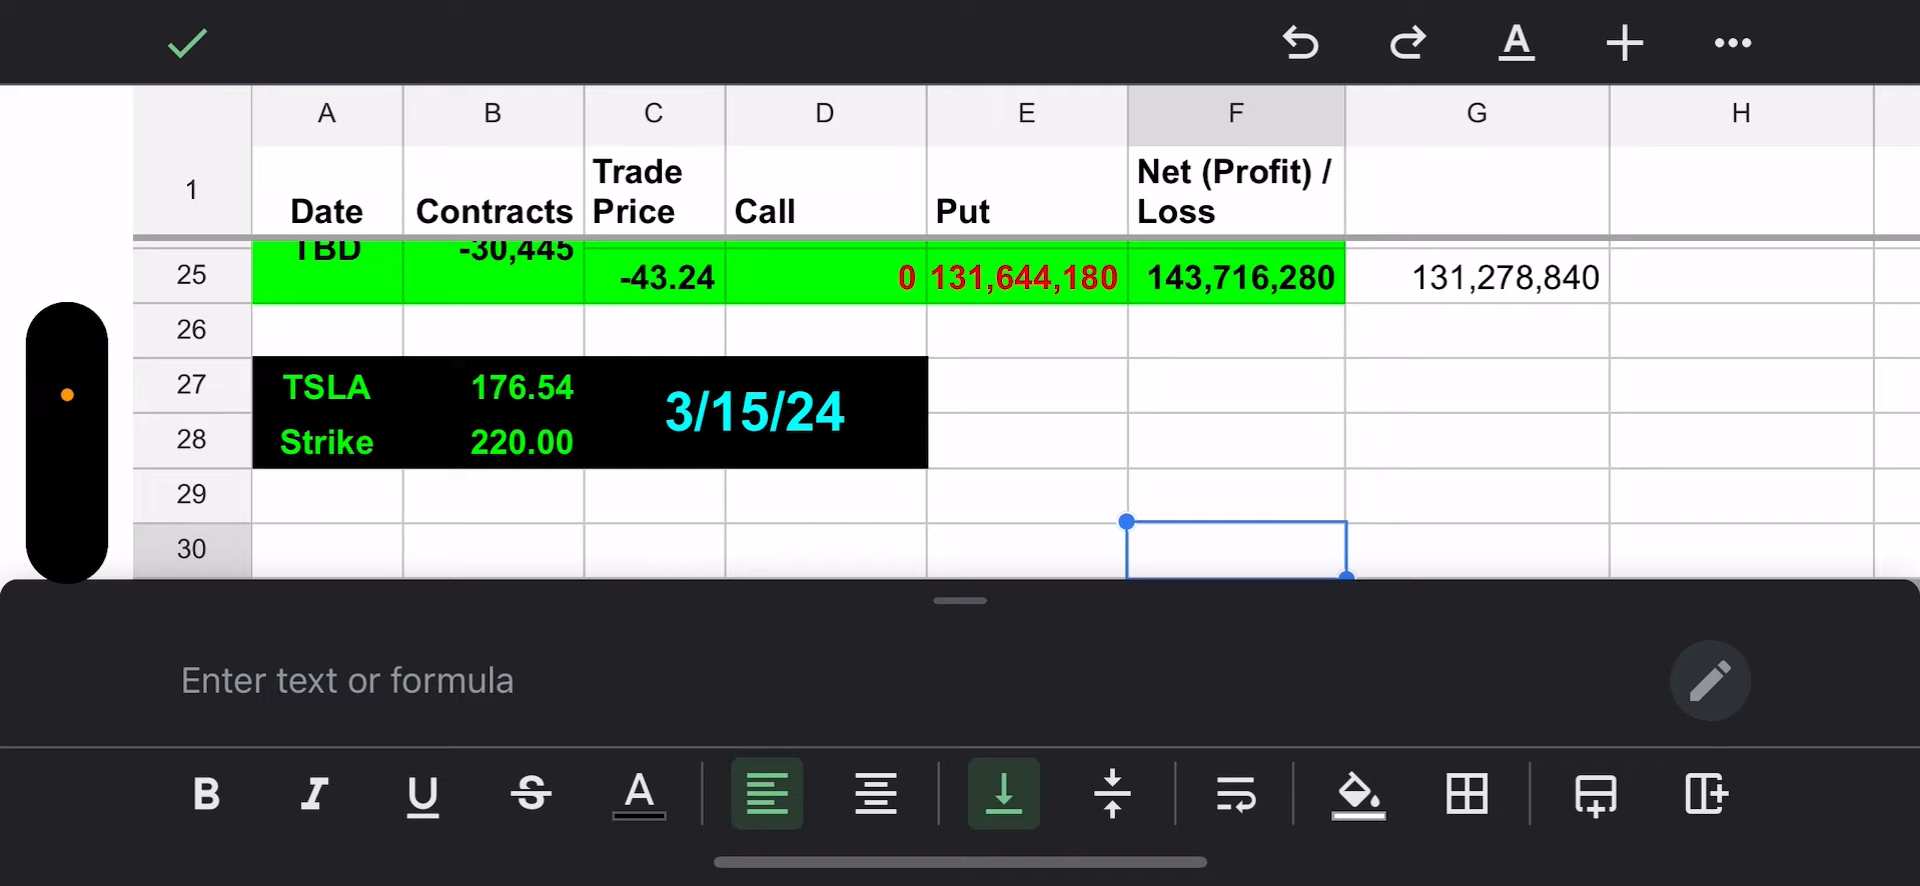 A B C D E F G H
1 Date Contracts Trade Price Call Put Net (Profit) / Loss
TBD -30,445
25 -43.24 0 131,644,180 143,716,280 131,278,840
26
27 TSLA 176.54 3/15/24
28 Strike 220.00
29
30
Enter text or formula
B I U S A